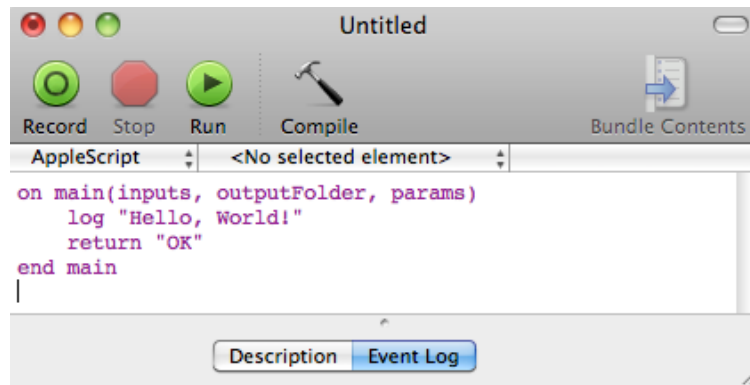 Untitled
Record Stop Run Compile Bundle Contents
AppleScript <No selected element>
on main(inputs, outputFolder, params)
    log "Hello, World!"
    return "OK"
end main
Description Event Log